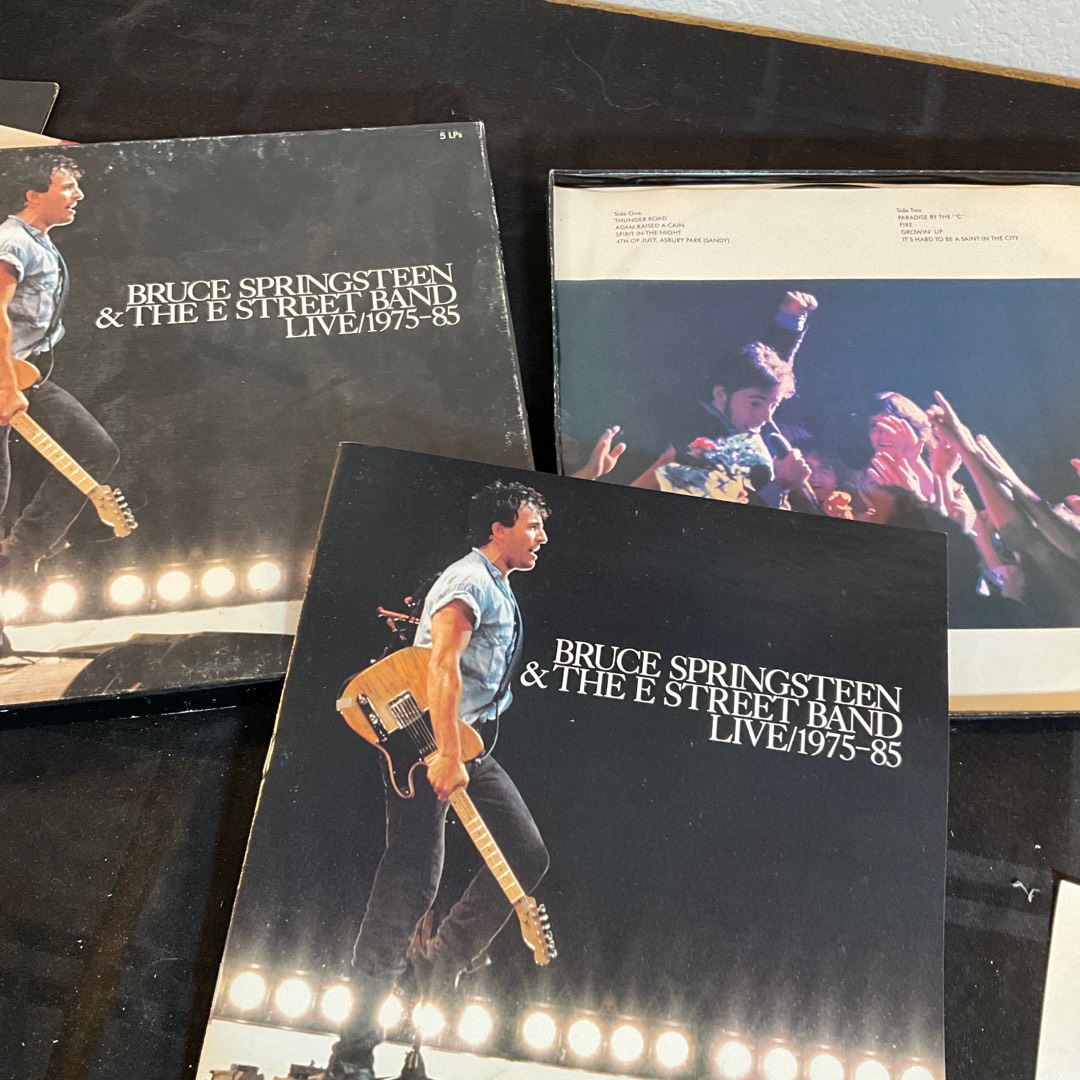 5 LPs
BRUCE SPRINGSTEEN
& THE E STREET BAND
LIVE/1975-85
Side One
THUNDER ROAD
ADAM RAISED A CAIN
SPIRIT IN THE NIGHT
4TH OF JULY, ASBURY PARK (SANDY)
Side Two
PARADISE BY THE "C"
FIRE
GROWIN' UP
IT'S HARD TO BE A SAINT IN THE CITY
BRUCE SPRINGSTEEN
& THE E STREET BAND
LIVE/1975-85